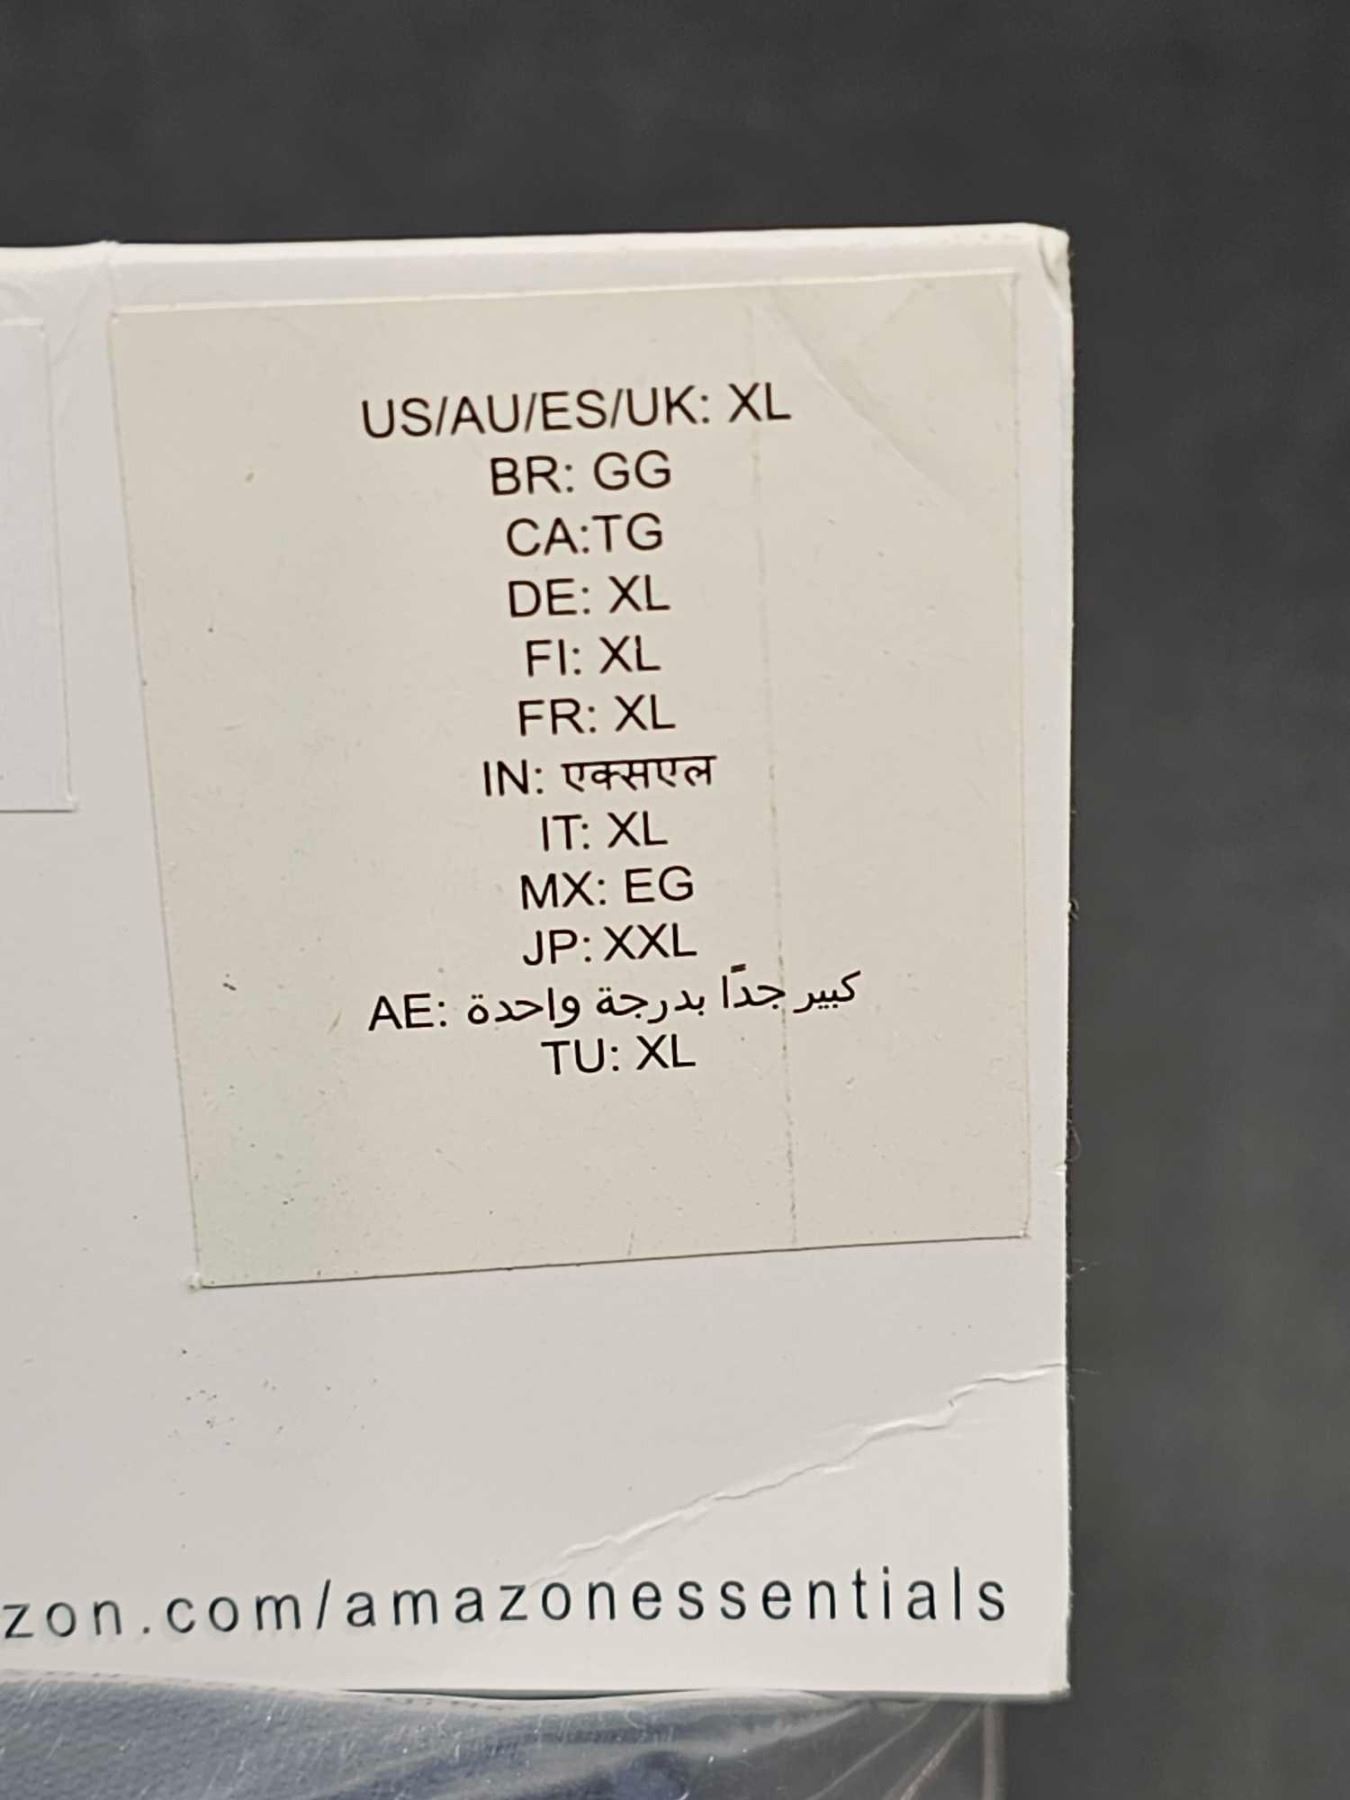 US/AU/ES/UK: XL
BR: GG
CA:TG
DE: XL
FI: XL
FR: XL
IN: एक्सएल
IT: XL
MX: EG
JP: XXL
AE: كبير جدًا بدرجة واحدة
TU: XL
zon.com/amazonessentials